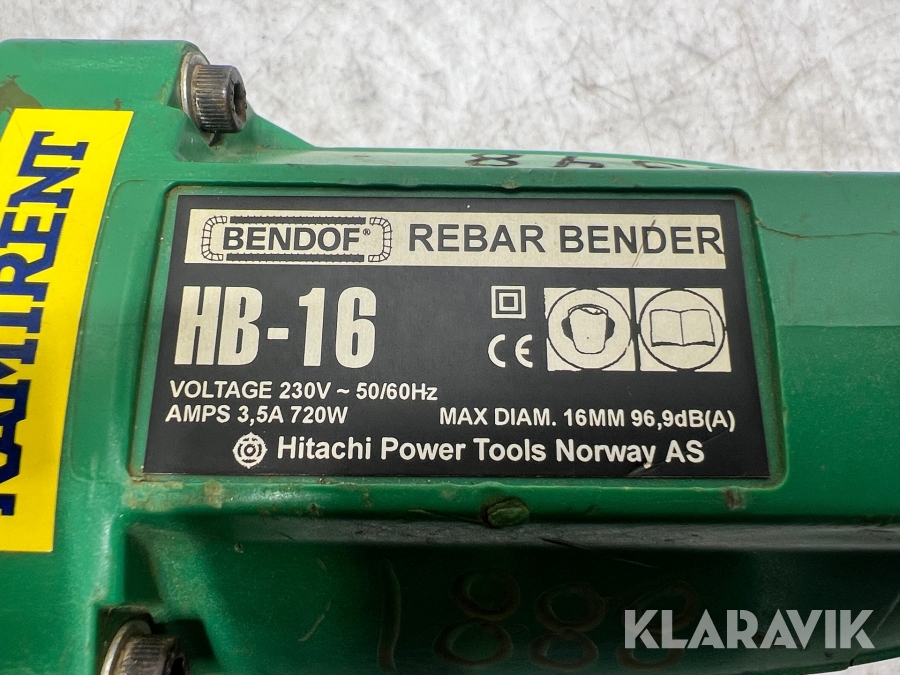 RAMIRENT
BENDOF® REBAR BENDER
HB-16
CE
VOLTAGE 230V ~ 50/60Hz
AMPS 3,5A 720W MAX DIAM. 16MM 96,9dB(A)
Hitachi Power Tools Norway AS
1888
KLARAVIK